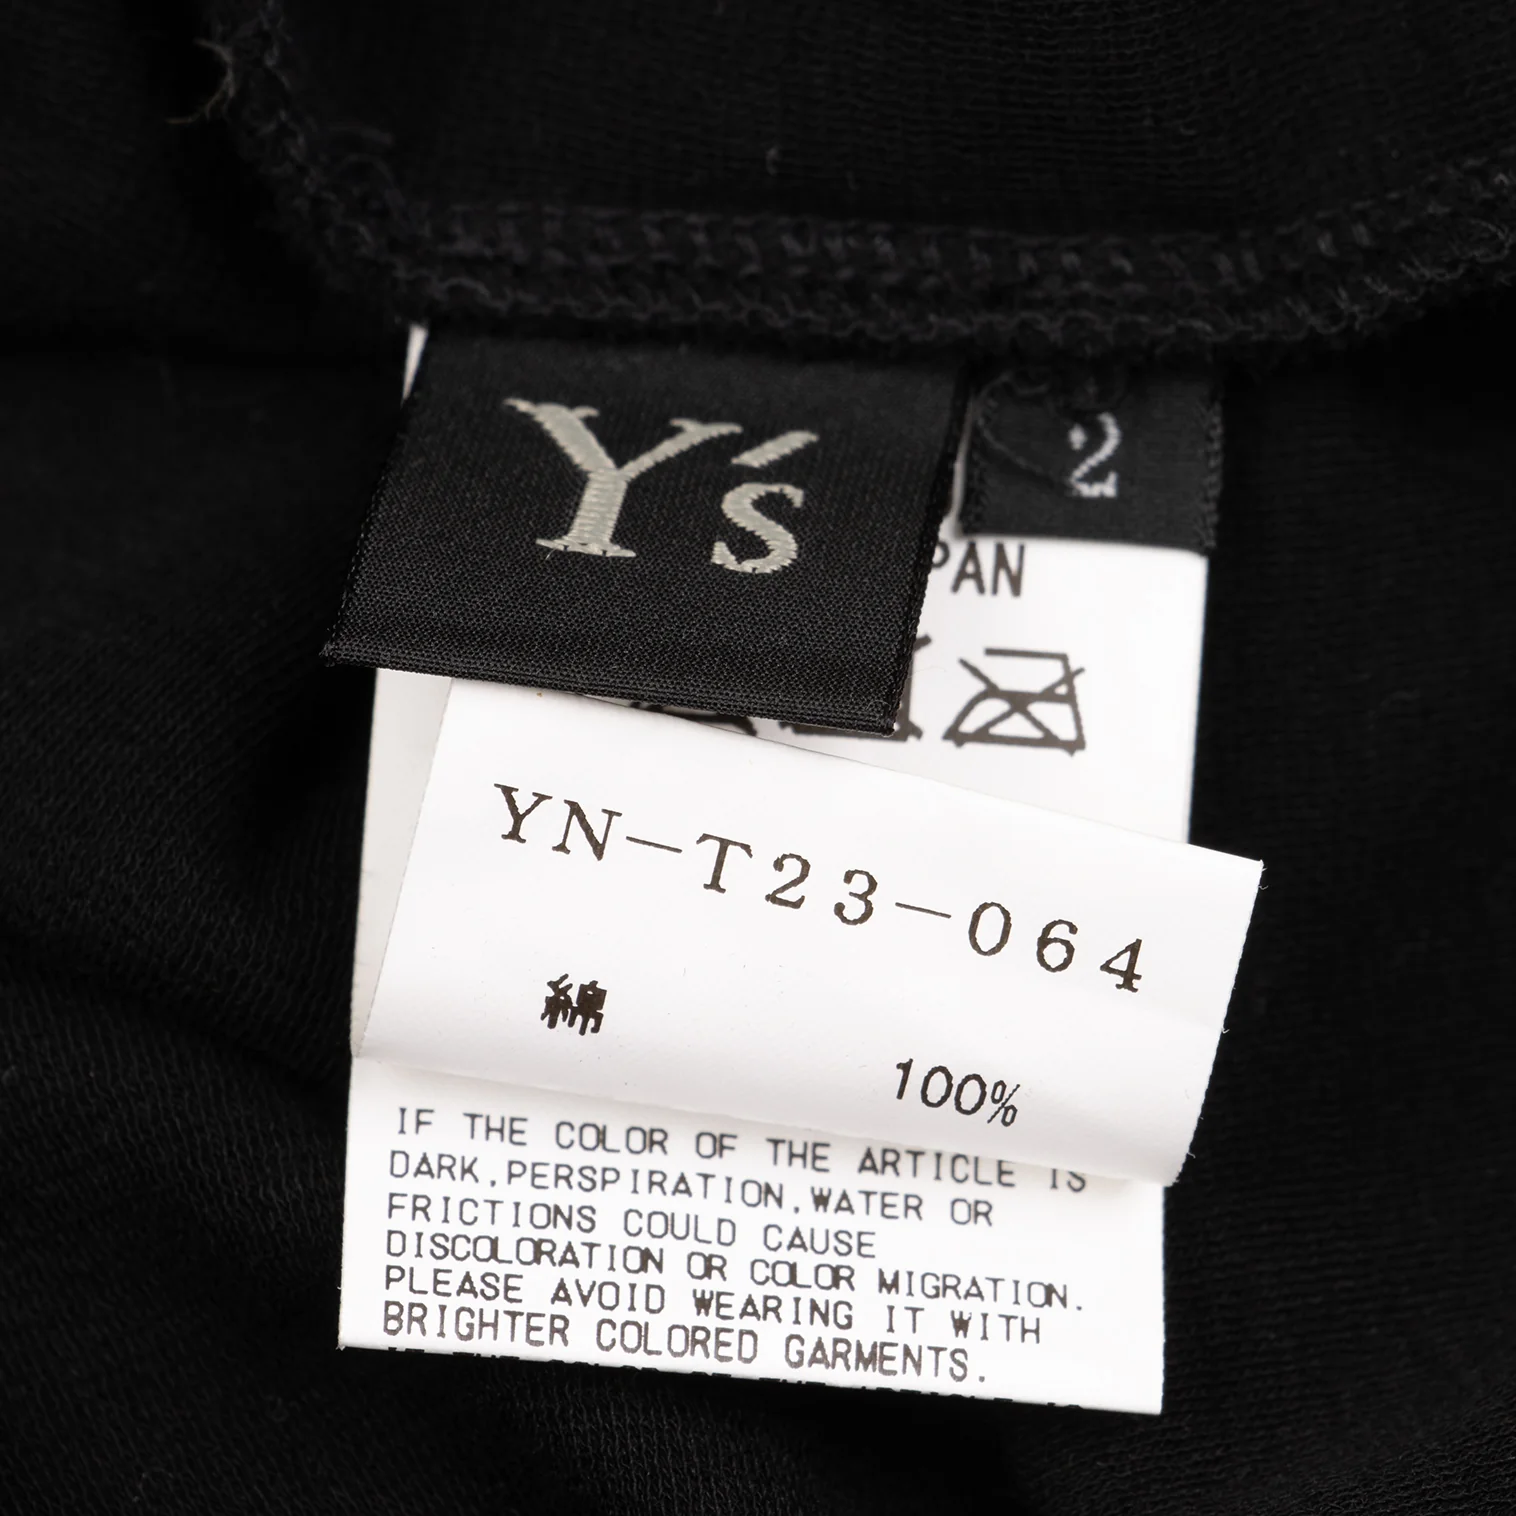 Y's
2
PAN
YN-T23-064
綿 100%
IF THE COLOR OF THE ARTICLE IS
DARK,PERSPIRATION,WATER OR
FRICTIONS COULD CAUSE
DISCOLORATION OR COLOR MIGRATION.
PLEASE AVOID WEARING IT WITH
BRIGHTER COLORED GARMENTS.